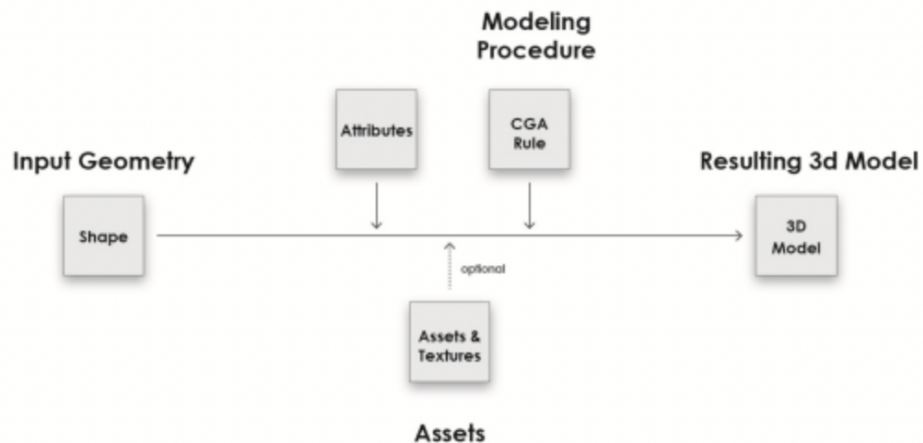 Modeling
Procedure
Attributes
CGA
Rule
Input Geometry
Resulting 3d Model
Shape
3D
Model
optional
Assets &
Textures
Assets